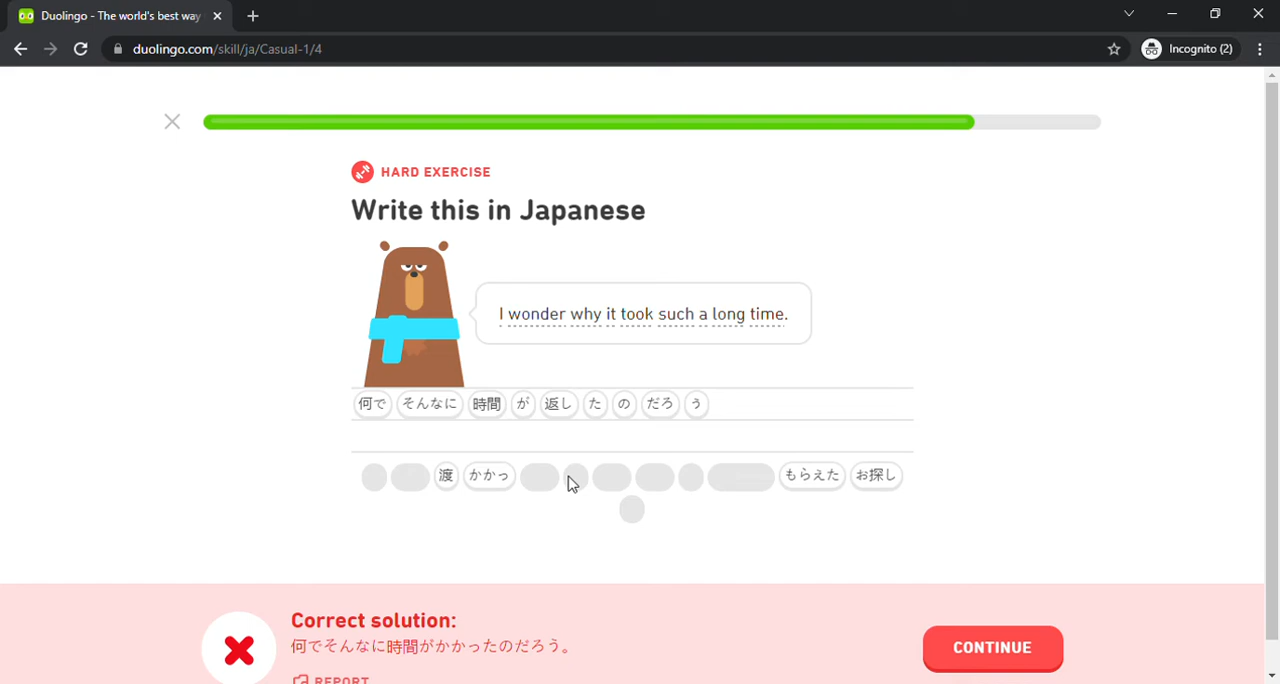 Duolingo - The world's best way
duolingo.com/skill/ja/Casual-1/4
Incognito (2)
HARD EXERCISE
Write this in Japanese
I wonder why it took such a long time.
何で そんなに 時間 が 返し た の だろ う
渡 かかっ もらえた お探し
Correct solution:
何でそんなに時間がかかったのだろう。
CONTINUE
REPORT